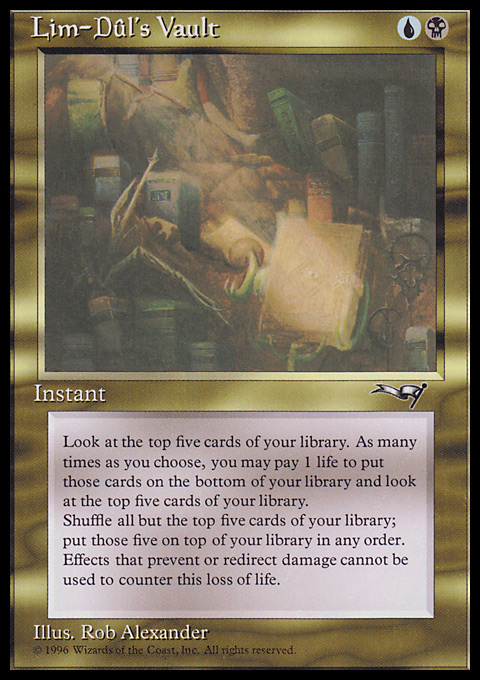 Lim-Dûl's Vault
Instant
Look at the top five cards of your library. As many
times as you choose, you may pay 1 life to put
those cards on the bottom of your library and look
at the top five cards of your library.
Shuffle all but the top five cards of your library;
put those five on top of your library in any order.
Effects that prevent or redirect damage cannot be
used to counter this loss of life.
Illus. Rob Alexander
© 1996 Wizards of the Coast, Inc. All rights reserved.